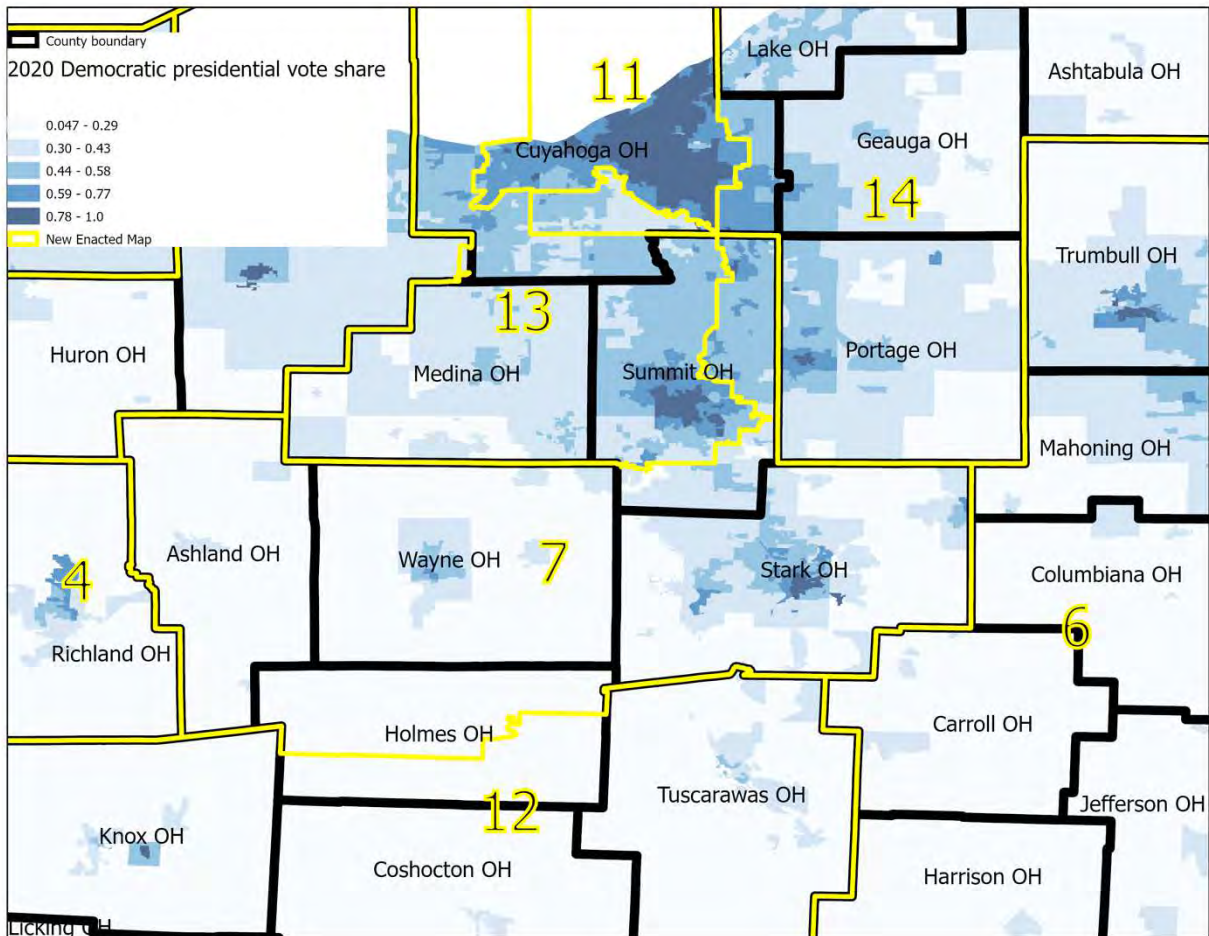 County boundary
2020 Democratic presidential vote share
0.047 - 0.29
0.30 - 0.43
0.44 - 0.58
0.59 - 0.77
0.78 - 1.0
New Enacted Map
Lake OH
11
Ashtabula OH
Cuyahoga OH
Geauga OH
14
Trumbull OH
13
Huron OH
Medina OH
Summit OH
Portage OH
Mahoning OH
Ashland OH
Wayne OH
7
Stark OH
4
Columbiana OH
6
Richland OH
Holmes OH
Carroll OH
Tuscarawas OH
12
Jefferson OH
Knox OH
Coshocton OH
Harrison OH
Licking OH